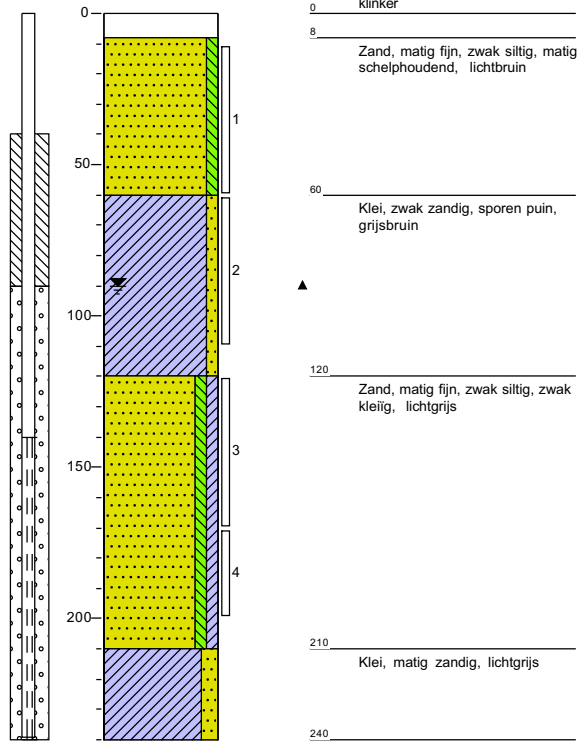 klinker
0
0
8
Zand, matig fijn, zwak siltig, matig
schelphoudend, lichtbruin
1
50
60
Klei, zwak zandig, sporen puin,
grijsbruin
2
100
120
Zand, matig fijn, zwak siltig, zwak
kleiïg, lichtgrijs
3
150
4
200
210
Klei, matig zandig, lichtgrijs
240